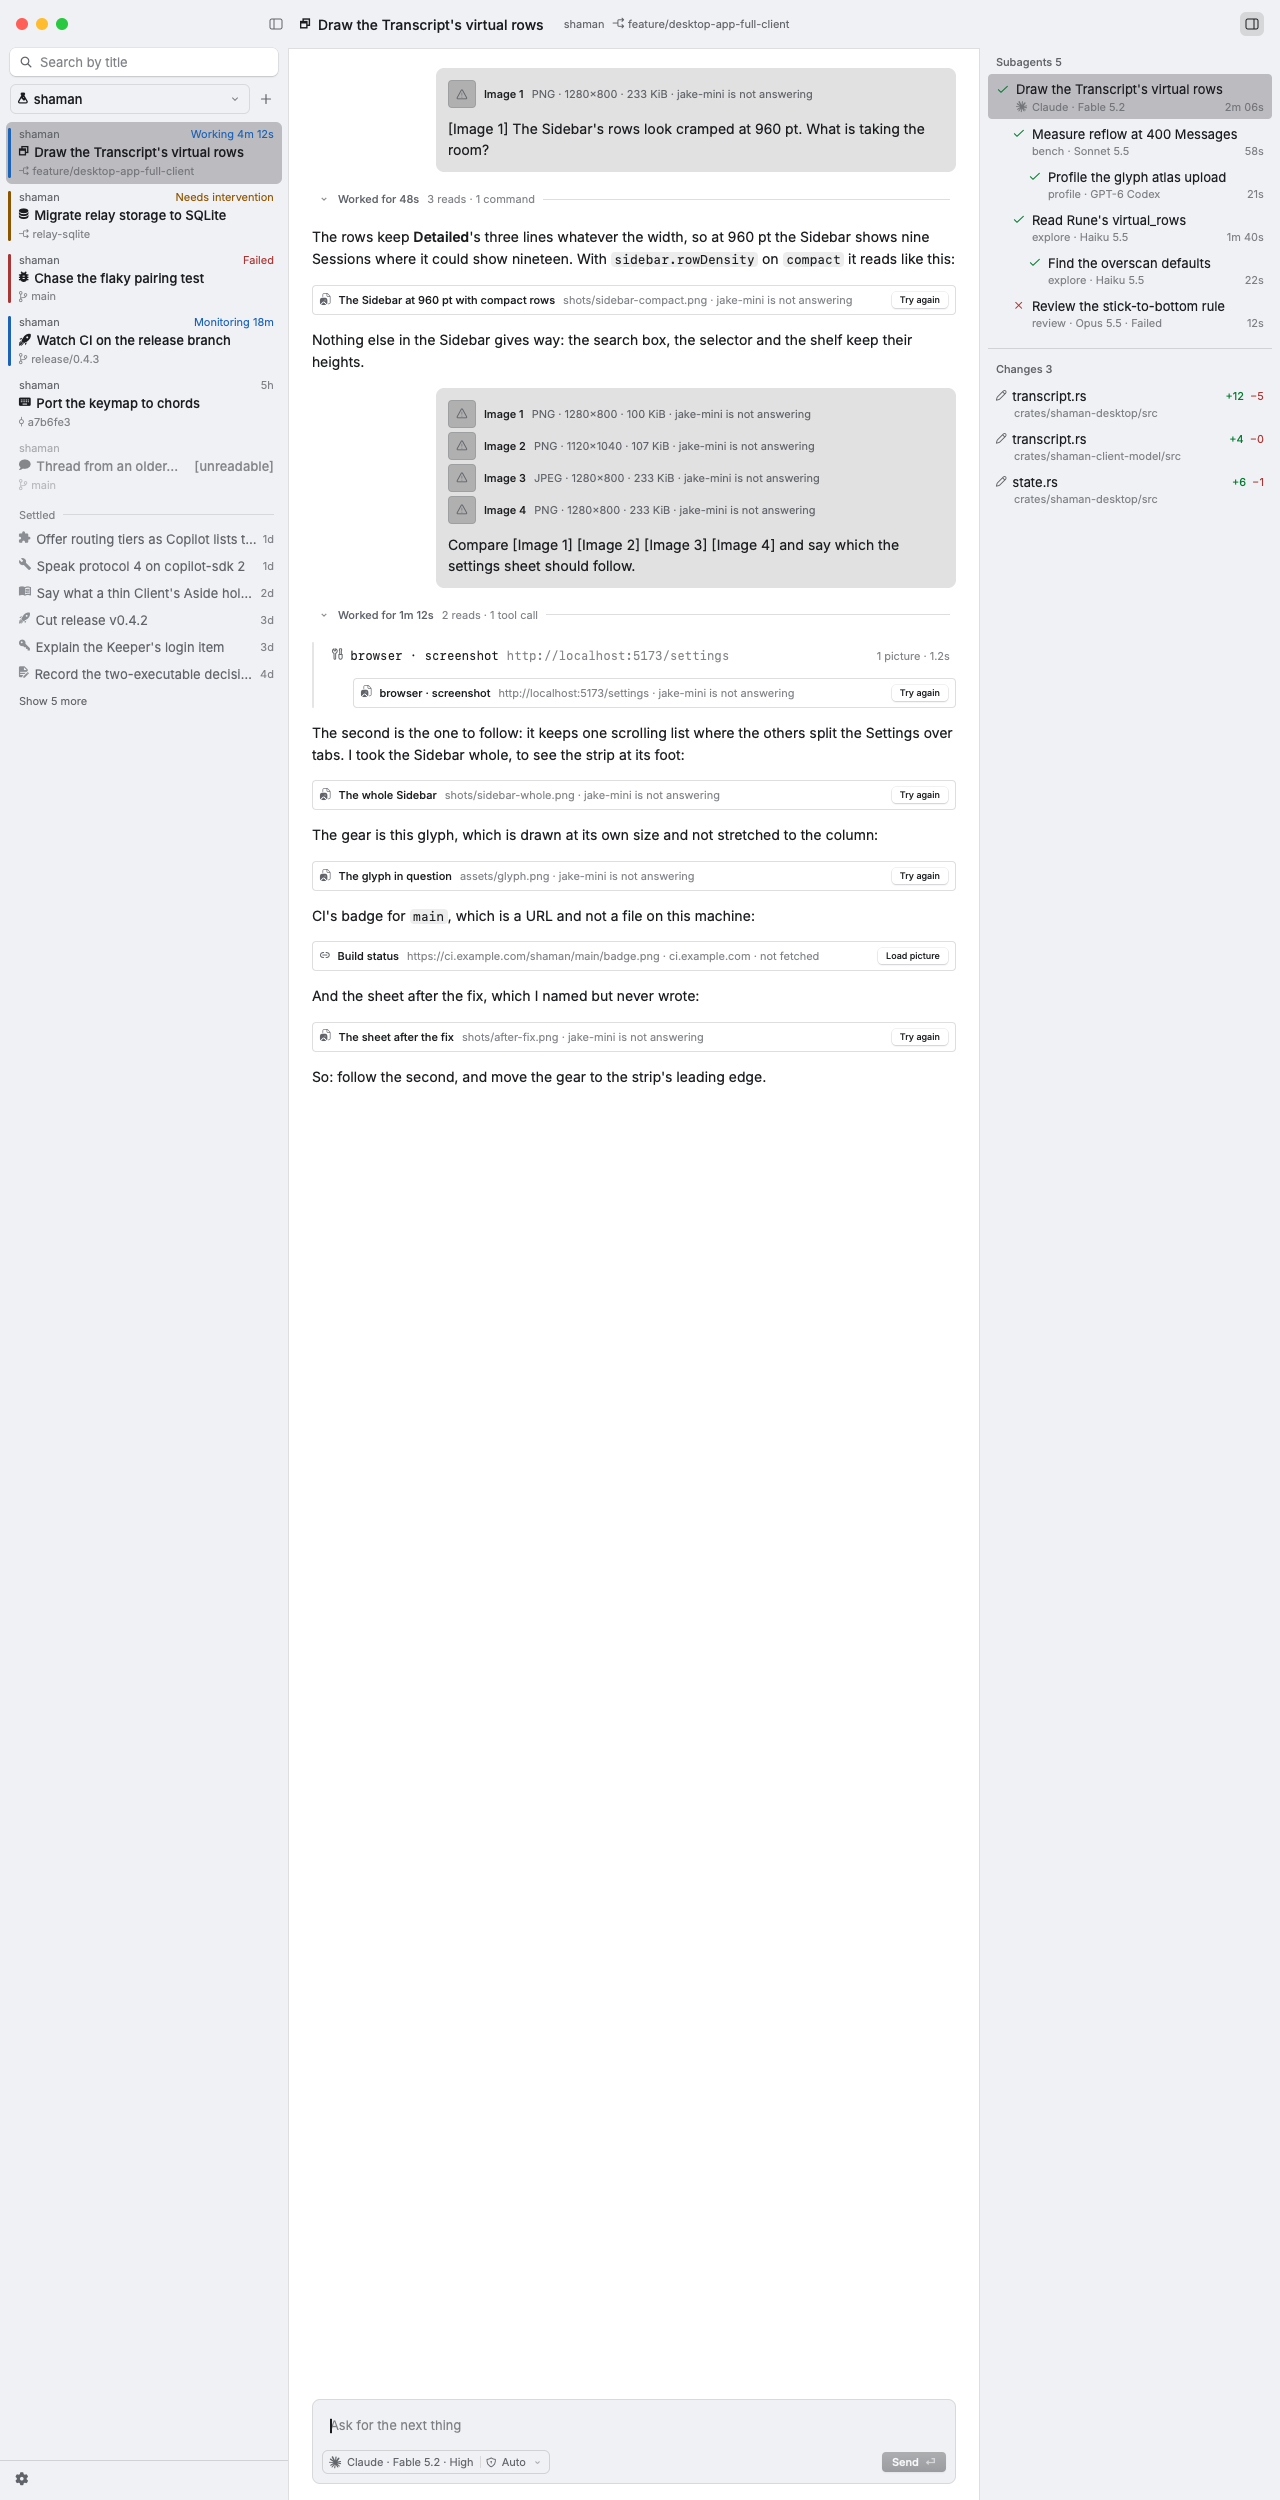 Draw the Transcript's virtual rows shaman feature/desktop-app-full-client
Search by title
shaman
shaman Working 4m 12s
Draw the Transcript's virtual rows
feature/desktop-app-full-client
shaman Needs intervention
Migrate relay storage to SQLite
relay-sqlite
shaman Failed
Chase the flaky pairing test
main
shaman Monitoring 18m
Watch CI on the release branch
release/0.4.3
shaman 5h
Port the keymap to chords
a7b6fe3
shaman
Thread from an older... [unreadable]
main
Settled
Offer routing tiers as Copilot lists t... 1d
Speak protocol 4 on copilot-sdk 2 1d
Say what a thin Client's Aside hol... 2d
Cut release v0.4.2 3d
Explain the Keeper's login item 3d
Record the two-executable decisi... 4d
Show 5 more
Image 1 PNG · 1280×800 · 233 KiB · jake-mini is not answering
[Image 1] The Sidebar's rows look cramped at 960 pt. What is taking the
room?
Worked for 48s 3 reads · 1 command
The rows keep Detailed's three lines whatever the width, so at 960 pt the Sidebar shows nine
Sessions where it could show nineteen. With sidebar.rowDensity on compact it reads like this:
The Sidebar at 960 pt with compact rows shots/sidebar-compact.png · jake-mini is not answering Try again
Nothing else in the Sidebar gives way: the search box, the selector and the shelf keep their
heights.
Image 1 PNG · 1280×800 · 100 KiB · jake-mini is not answering
Image 2 PNG · 1120×1040 · 107 KiB · jake-mini is not answering
Image 3 JPEG · 1280×800 · 233 KiB · jake-mini is not answering
Image 4 PNG · 1280×800 · 233 KiB · jake-mini is not answering
Compare [Image 1] [Image 2] [Image 3] [Image 4] and say which the
settings sheet should follow.
Worked for 1m 12s 2 reads · 1 tool call
browser · screenshot http://localhost:5173/settings 1 picture · 1.2s
browser · screenshot http://localhost:5173/settings · jake-mini is not answering Try again
The second is the one to follow: it keeps one scrolling list where the others split the Settings over
tabs. I took the Sidebar whole, to see the strip at its foot:
The whole Sidebar shots/sidebar-whole.png · jake-mini is not answering Try again
The gear is this glyph, which is drawn at its own size and not stretched to the column:
The glyph in question assets/glyph.png · jake-mini is not answering Try again
CI's badge for main, which is a URL and not a file on this machine:
Build status https://ci.example.com/shaman/main/badge.png · ci.example.com · not fetched Load picture
And the sheet after the fix, which I named but never wrote:
The sheet after the fix shots/after-fix.png · jake-mini is not answering Try again
So: follow the second, and move the gear to the strip's leading edge.
Ask for the next thing
Claude · Fable 5.2 · High Auto Send
Subagents 5
Draw the Transcript's virtual rows
Claude · Fable 5.2 2m 06s
Measure reflow at 400 Messages
bench · Sonnet 5.5 58s
Profile the glyph atlas upload
profile · GPT-6 Codex 21s
Read Rune's virtual_rows
explore · Haiku 5.5 1m 40s
Find the overscan defaults
explore · Haiku 5.5 22s
Review the stick-to-bottom rule
review · Opus 5.5 · Failed 12s
Changes 3
transcript.rs +12 −5
crates/shaman-desktop/src
transcript.rs +4 −0
crates/shaman-client-model/src
state.rs +6 −1
crates/shaman-desktop/src